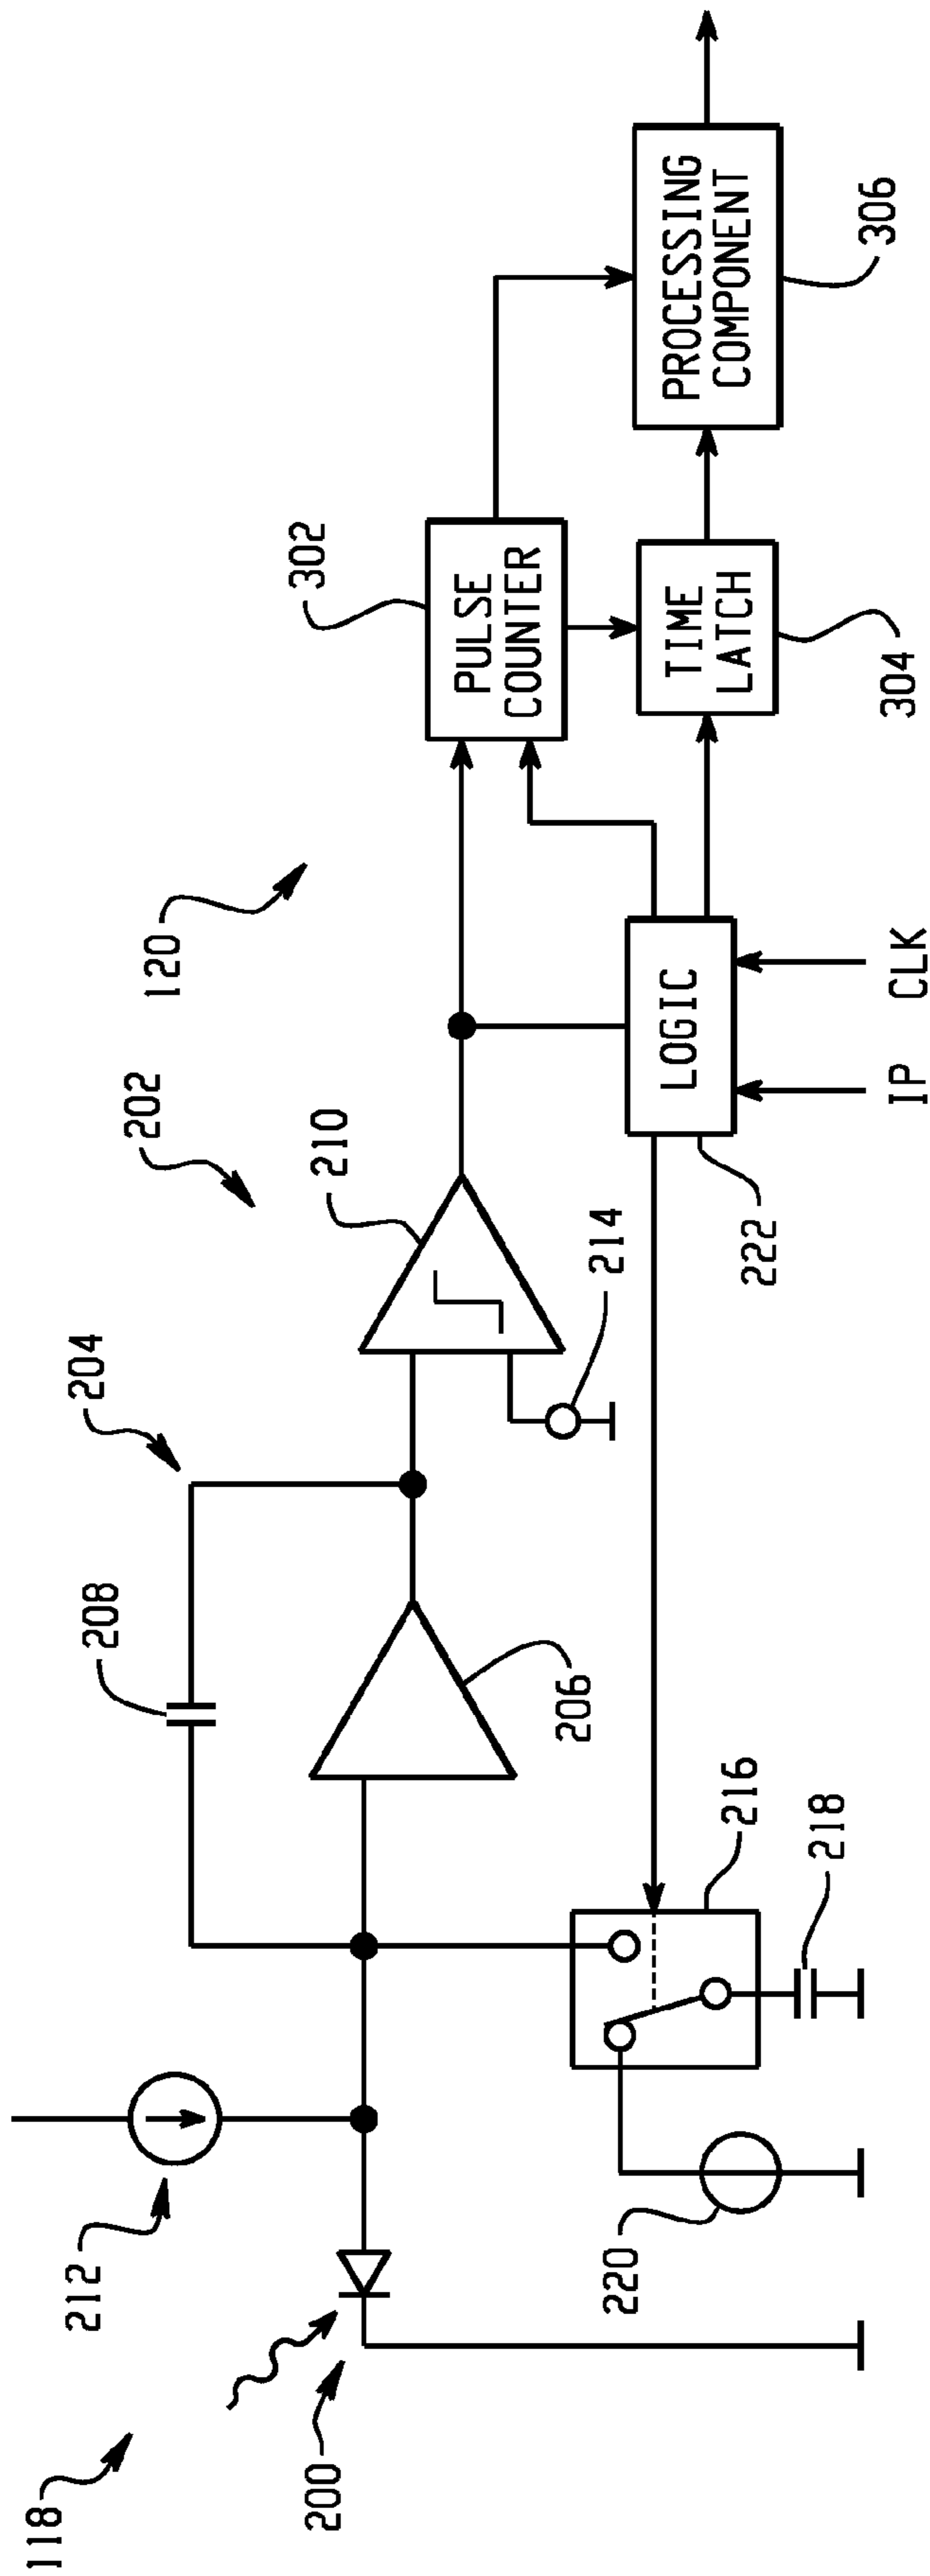 118
212
200
220
208
204
206
216
218
202
210
214
222
120
LOGIC
IP
CLK
302
PULSE
COUNTER
TIME
LATCH
304
PROCESSING
COMPONENT
306